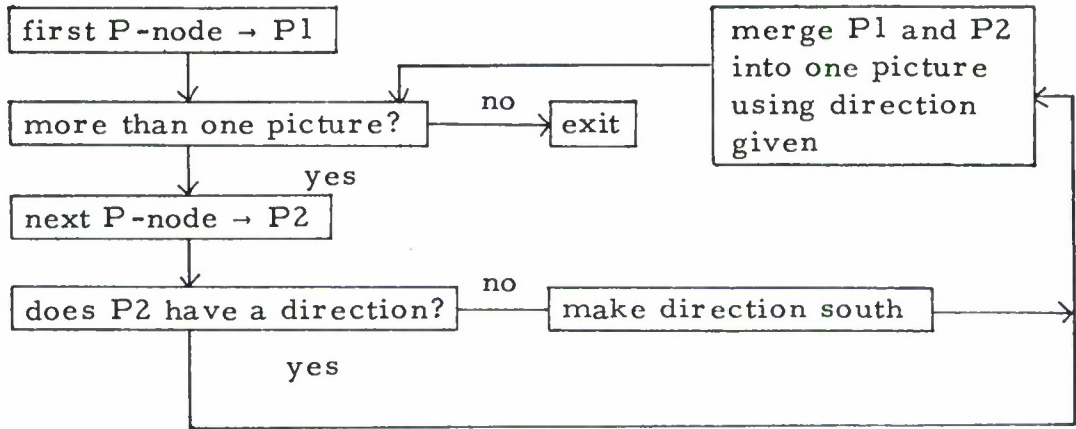 first P-node → P1
more than one picture?
no
exit
yes
next P-node → P2
does P2 have a direction?
no
make direction south
yes
merge P1 and P2
into one picture
using direction
given